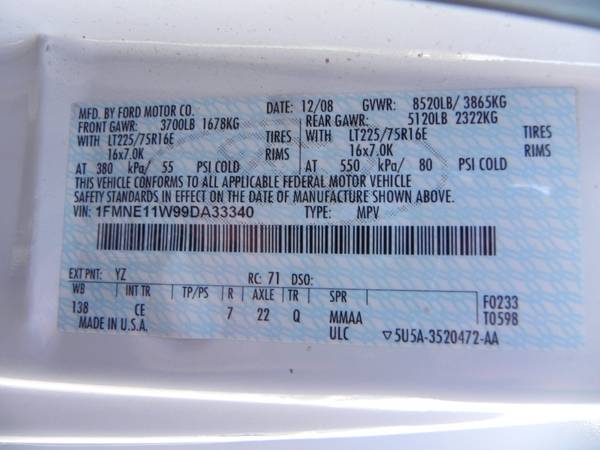 MFD. BY FORD MOTOR CO. 12/08 GVWR: 8520LB/ 3865KG
FRONT GAWR: 3700LB 1678KG REAR GAWR: 5120LB 2322KG
WITH LT225/75R16E TIRES WITH LT225/75R16E TIRES
16x7.0K RIMS 16x7.0K RIMS
AT 380 kPa/ 55 PSI COLD AT 550 kPa/ 80 PSI COLD
THIS VEHICLE CONFORMS TO ALL APPLICABLE FEDERAL MOTOR VEHICLE
SAFETY STANDARDS IN EFFECT ON THE DATE OF MANUFACTURE SHOWN ABOVE.
VIN: 1FMNE11W99DA33340 TYPE: MPV
EXT PNT: YZ RC: 71 DSO:
WB INT TR TP/PS R AXLE TR SPR F0233
138 CE 7 22 Q MMAA T0598
MADE IN U.S.A. ULC ▽5U5A-3520472-AA